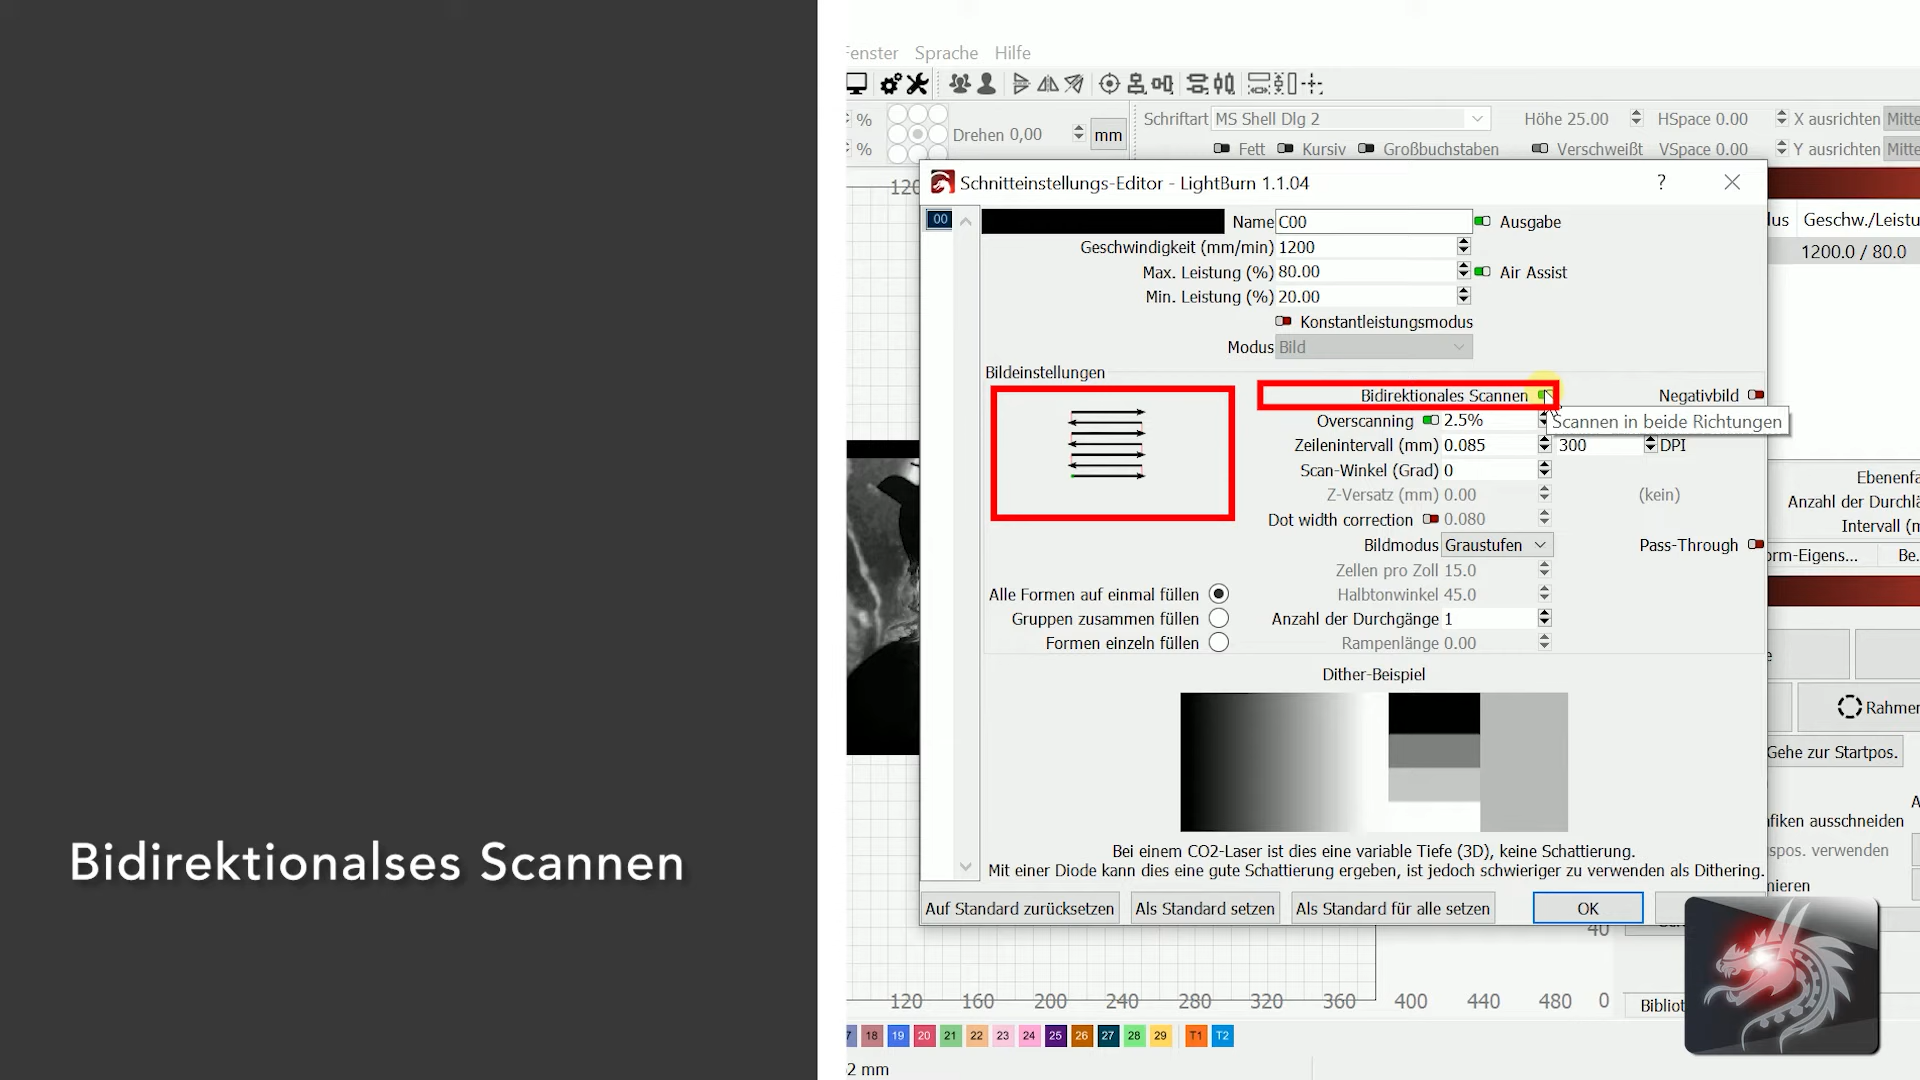 Bidirektionalses Scannen
Fenster Sprache Hilfe
%
%
Drehen 0,00 mm
Schriftart MS Shell Dlg 2
Höhe 25.00 HSpace 0.00 X ausrichten Mitte
Fett Kursiv Großbuchstaben Verschweißt VSpace 0.00 Y ausrichten Mitte
120
Schnitteinstellungs-Editor - LightBurn 1.1.04 ?
00
Name C00 Ausgabe
Geschwindigkeit (mm/min) 1200
Max. Leistung (%) 80.00 Air Assist
Min. Leistung (%) 20.00
Konstantleistungsmodus
Modus Bild
Bildeinstellungen
Bidirektionales Scannen Negativbild
Overscanning 2.5%
Scannen in beide Richtungen
Zeilenintervall (mm) 0.085 300 DPI
Scan-Winkel (Grad) 0
Z-Versatz (mm) 0.00 (kein)
Dot width correction 0.080
Bildmodus Graustufen Pass-Through
Zellen pro Zoll 15.0
Alle Formen auf einmal füllen Halbtonwinkel 45.0
Gruppen zusammen füllen Anzahl der Durchgänge 1
Formen einzeln füllen Rampenlänge 0.00
Dither-Beispiel
Bei einem CO2-Laser ist dies eine variable Tiefe (3D), keine Schattierung.
Mit einer Diode kann dies eine gute Schattierung ergeben, ist jedoch schwieriger zu verwenden als Dithering.
Auf Standard zurücksetzen Als Standard setzen Als Standard für alle setzen OK
lus Geschw./Leistu
1200.0 / 80.0
Ebenenfa
Anzahl der Durchlä
Intervall (m
orm-Eigens... Be.
Rahmen
Gehe zur Startpos.
fiken ausschneiden
spos. verwenden
nieren
40
120 160 200 240 280 320 360 400 440 480 0
Bibliot
18 19 20 21 22 23 24 25 26 27 28 29 T1 T2
2 mm